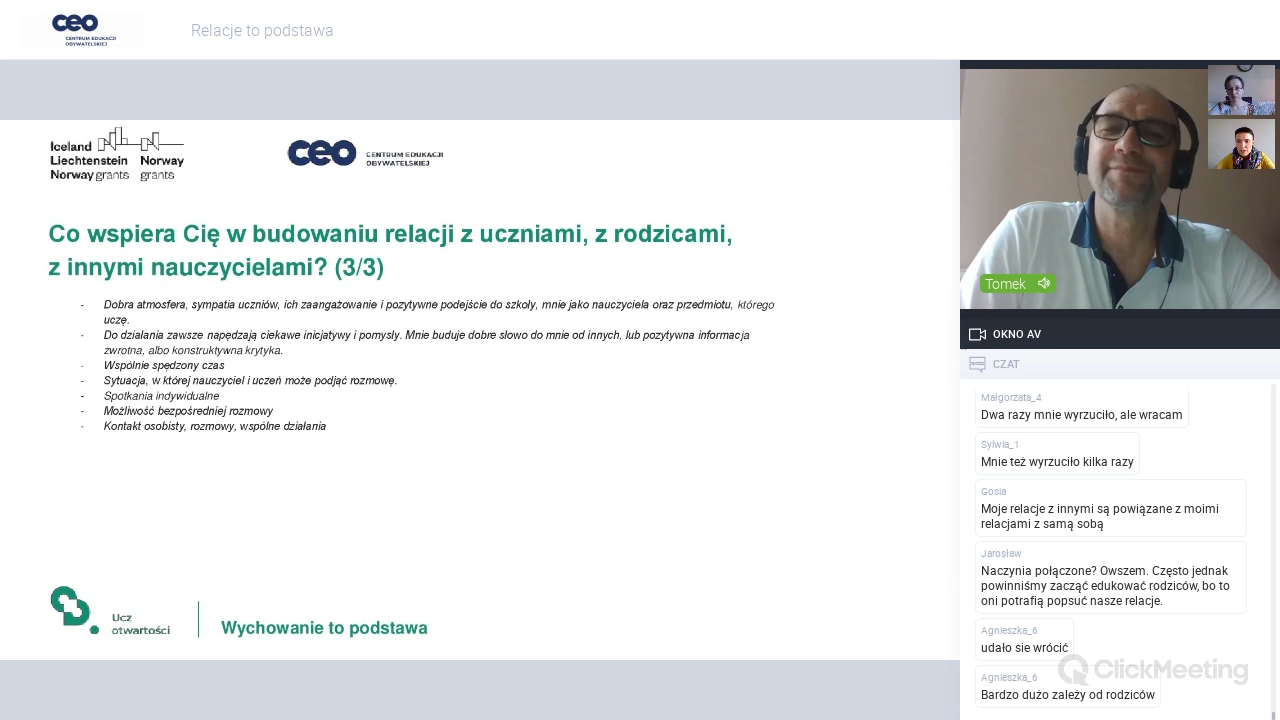 ceo
CENTRUM EDUKACJI
OBYWATELSKIEJ
Relacje to podstawa
Iceland
Liechtenstein Norway
Norway grants grants
ceo CENTRUM EDUKACJI
OBYWATELSKIEJ
Co wspiera Cię w budowaniu relacji z uczniami, z rodzicami,
z innymi nauczycielami? (3/3)
- Dobra atmosfera, sympatia uczniów, ich zaangażowanie i pozytywne podejście do szkoły, mnie jako nauczyciela oraz przedmiotu, którego
uczę.
- Do działania zawsze napędzają ciekawe inicjatywy i pomysły. Mnie buduje dobre słowo do mnie od innych, lub pozytywna informacja
zwrotna, albo konstruktywna krytyka.
- Wspólnie spędzony czas
- Sytuacja, w której nauczyciel i uczeń może podjąć rozmowę.
- Spotkania indywidualne
- Możliwość bezpośredniej rozmowy
- Kontakt osobisty, rozmowy, wspólne działania
Ucz
otwartości
Wychowanie to podstawa
Tomek
OKNO AV
CZAT
Małgorzata_4
Dwa razy mnie wyrzuciło, ale wracam
Sylwia_1
Mnie też wyrzuciło kilka razy
Gosia
Moje relacje z innymi są powiązane z moimi
relacjami z samą sobą
Jarosław
Naczynia połączone? Owszem. Często jednak
powinniśmy zacząć edukować rodziców, bo to
oni potrafią popsuć nasze relacje.
Agnieszka_6
udało sie wrócić
ClickMeeting
Agnieszka_6
Bardzo dużo zależy od rodziców